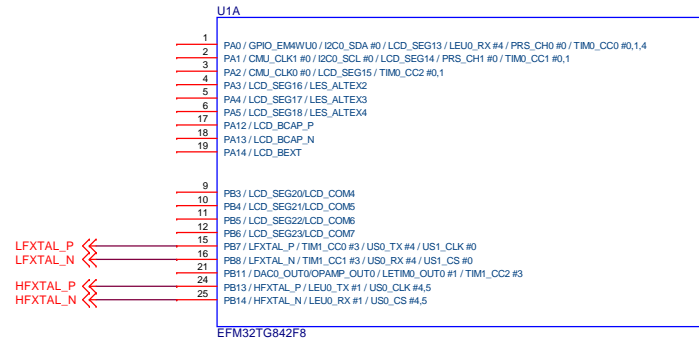 U1A
1 PA0 / GPIO_EM4WU0 / I2C0_SDA #0 / LCD_SEG13 / LEU0_RX #4 / PRS_CH0 #0 / TIM0_CC0 #0,1,4
2 PA1 / CMU_CLK1 #0 / I2C0_SCL #0 / LCD_SEG14 / PRS_CH1 #0 / TIM0_CC1 #0,1
3 PA2 / CMU_CLK0 #0 / LCD_SEG15 / TIM0_CC2 #0,1
4 PA3 / LCD_SEG16 / LES_ALTEX2
5 PA4 / LCD_SEG17 / LES_ALTEX3
6 PA5 / LCD_SEG18 / LES_ALTEX4
17 PA12 / LCD_BCAP_P
18 PA13 / LCD_BCAP_N
19 PA14 / LCD_BEXT
9 PB3 / LCD_SEG20/LCD_COM4
10 PB4 / LCD_SEG21/LCD_COM5
11 PB5 / LCD_SEG22/LCD_COM6
12 PB6 / LCD_SEG23/LCD_COM7
LFXTAL_P 15 PB7 / LFXTAL_P / TIM1_CC0 #3 / US0_TX #4 / US1_CLK #0
LFXTAL_N 16 PB8 / LFXTAL_N / TIM1_CC1 #3 / US0_RX #4 / US1_CS #0
21 PB11 / DAC0_OUT0/OPAMP_OUT0 / LETIM0_OUT0 #1 / TIM1_CC2 #3
HFXTAL_P 24 PB13 / HFXTAL_P / LEU0_TX #1 / US0_CLK #4,5
HFXTAL_N 25 PB14 / HFXTAL_N / LEU0_RX #1 / US0_CS #4,5
EFM32TG842F8